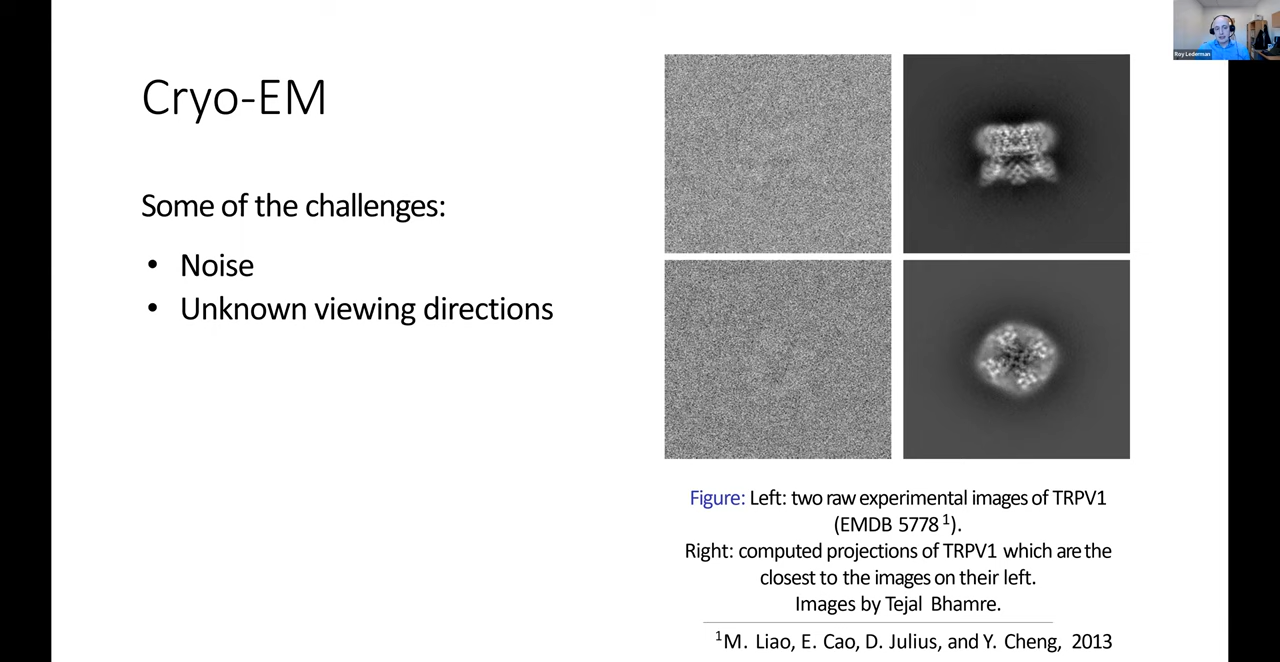 Roy Lederman
Cryo-EM
Some of the challenges:
• Noise
• Unknown viewing directions
Figure: Left: two raw experimental images of TRPV1
(EMDB 5778 1).
Right: computed projections of TRPV1 which are the
closest to the images on their left.
Images by Tejal Bhamre.
1M. Liao, E. Cao, D. Julius, and Y. Cheng, 2013